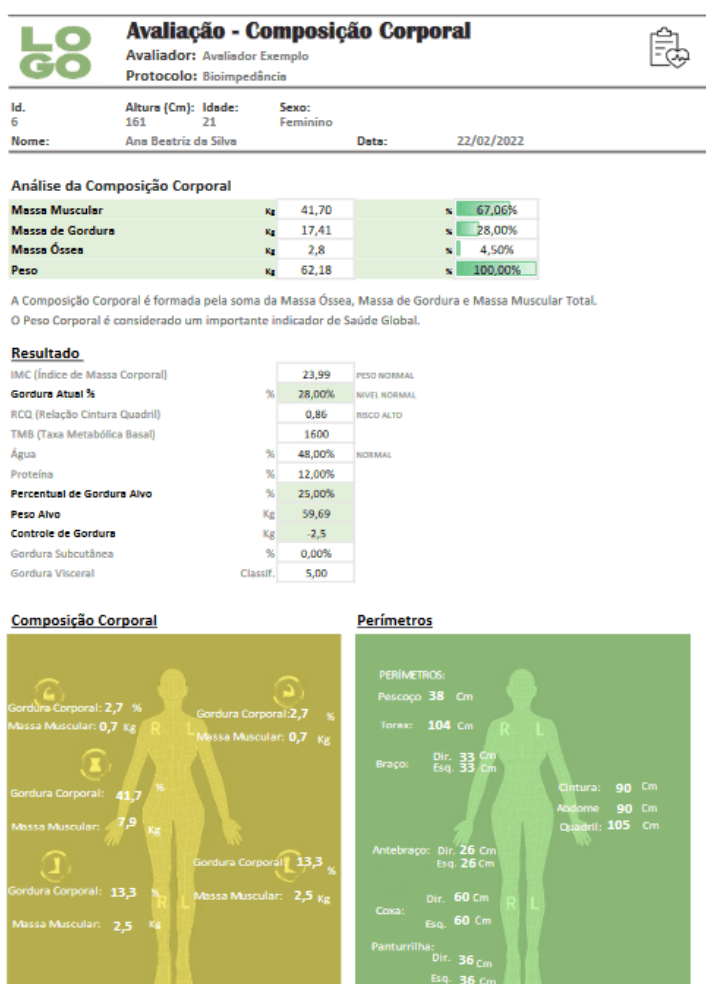 LO
GO
Avaliação - Composição Corporal
Avaliador: Avaliador Exemplo
Protocolo: Bioimpedância
Id. Altura (Cm): Idade: Sexo:
6 161 21 Feminino
Nome: Ana Beatriz da Silva Data: 22/02/2022
Análise da Composição Corporal
Massa Muscular Kg 41,70 % 67,06%
Massa de Gordura Kg 17,41 % 28,00%
Massa Óssea Kg 2,8 % 4,50%
Peso Kg 62,18 % 100,00%
A Composição Corporal é formada pela soma da Massa Óssea, Massa de Gordura e Massa Muscular Total.
O Peso Corporal é considerado um importante indicador de Saúde Global.
Resultado
IMC (Índice de Massa Corporal) 23,99 PESO NORMAL
Gordura Atual % % 28,00% NIVEL NORMAL
RCQ (Relação Cintura Quadril) 0,86 RISCO ALTO
TMB (Taxa Metabólica Basal) 1600
Água % 48,00% NORMAL
Proteína % 12,00%
Percentual de Gordura Alvo % 25,00%
Peso Alvo Kg 59,69
Controle de Gordura Kg -2,5
Gordura Subcutânea % 0,00%
Gordura Visceral Classif. 5,00
Composição Corporal
Gordura Corporal: 2,7 %
Massa Muscular: 0,7 Kg
Gordura Corporal: 2,7 %
Massa Muscular: 0,7 Kg
R L
Gordura Corporal: 41,7 %
Massa Muscular: 7,9 Kg
Gordura Corporal: 13,3 %
Massa Muscular: 2,5 Kg
Gordura Corporal: 13,3 %
Massa Muscular: 2,5 Kg
R L
Perímetros
PERÍMETROS:
Pescoço 38 Cm
Torax: 104 Cm
R L
Braço: Dir. 33 Cm
Esq. 33 Cm
Cintura: 90 Cm
Abdome 90 Cm
Quadril: 105 Cm
Antebraço: Dir. 26 Cm
Esq. 26 Cm
Coxa: Dir. 60 Cm
Esq. 60 Cm
R L
Panturrilha:
Dir. 36 Cm
Esq. 36 Cm